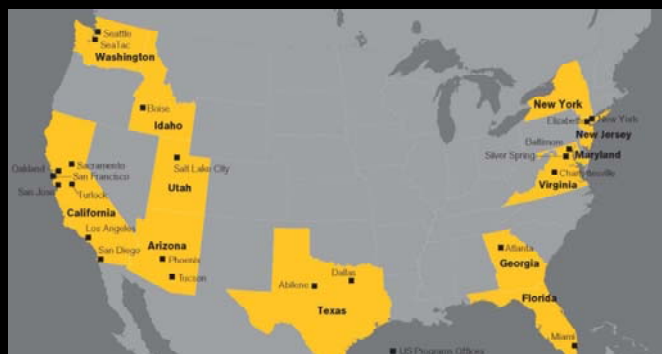 Seattle
SeaTac
Washington
Boise
Idaho
Salt Lake City
Utah
Oakland
Sacramento
San Francisco
San Jose
Turlock
California
Los Angeles
San Diego
Arizona
Phoenix
Tucson
Dallas
Abilene
Texas
New York
Elizabeth
New York
New Jersey
Baltimore
Silver Spring
Maryland
Charlottesville
Virginia
Atlanta
Georgia
Florida
Miami
US Programs Offices